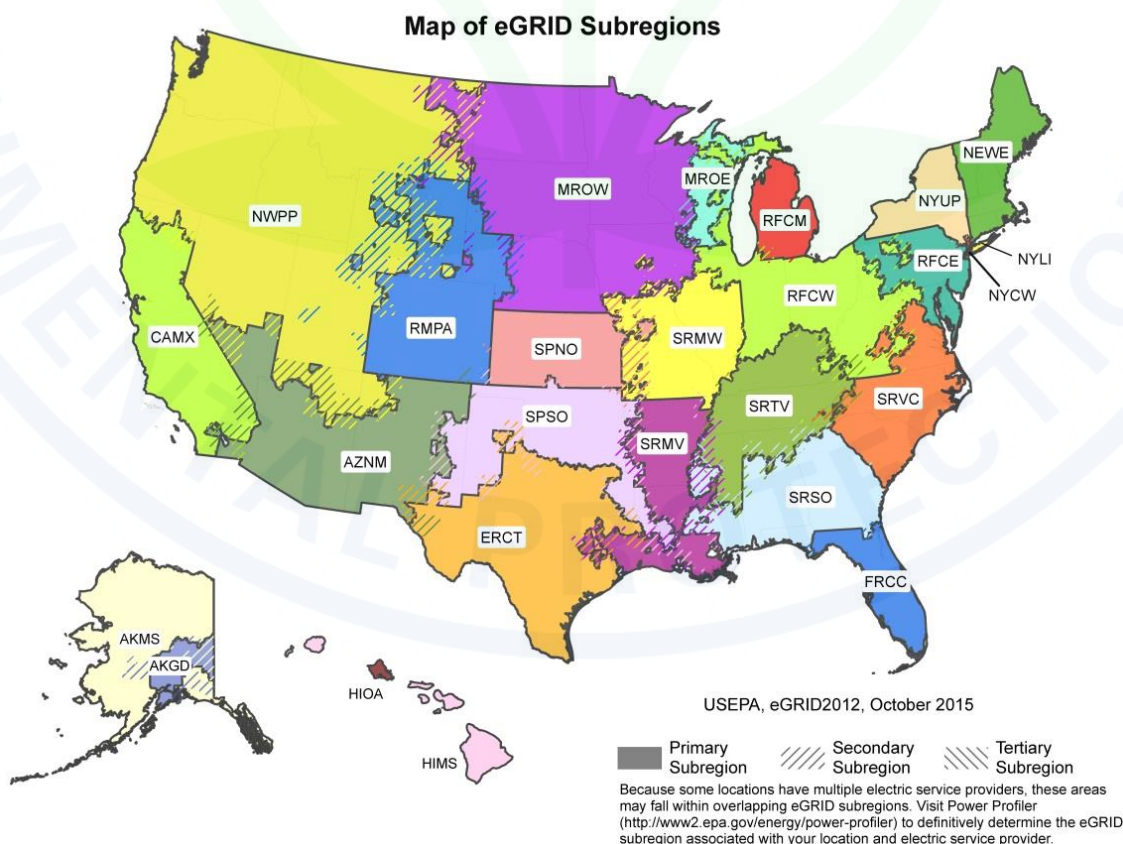 Map of eGRID Subregions
NEWE
MROW
MROE
NYUP
RFCM
NWPP
NYLI
RFCE
NYCW
RFCW
RMPA
CAMX
SRMW
SPNO
SRVC
SRTV
SPSO
SRMV
AZNM
SRSO
ERCT
FRCC
AKMS
AKGD
HIOA
HIMS
USEPA, eGRID2012, October 2015
Primary
Subregion
Secondary
Subregion
Tertiary
Subregion
Because some locations have multiple electric service providers, these areas
may fall within overlapping eGRID subregions. Visit Power Profiler
(http://www2.epa.gov/energy/power-profiler) to definitively determine the eGRID
subregion associated with your location and electric service provider.